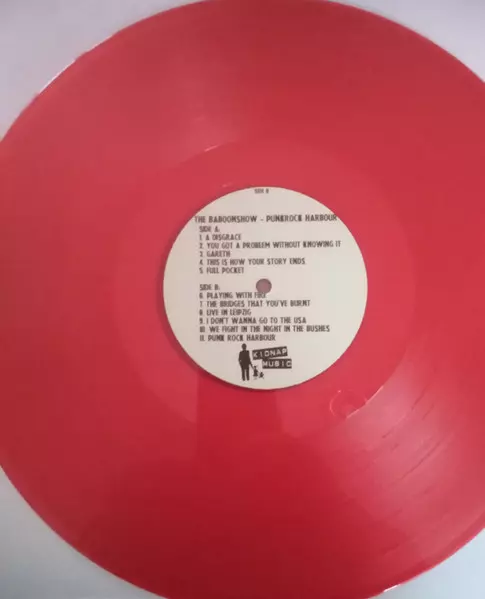 SIDE B
THE BABOONSHOW - PUNKROCK HARBOUR
SIDE A:
1. A DISGRACE
2. YOU GOT A PROBLEM WITHOUT KNOWING IT
3. GARETH
4. THIS IS HOW YOUR STORY ENDS
5. FULL POCKET
SIDE B:
6. PLAYING WITH FIRE
7. THE BRIDGES THAT YOU'VE BURNT
8. LIVE IN LEIPZIG
9. I DON'T WANNA GO TO THE USA
10. WE FIGHT IN THE NIGHT IN THE BUSHES
11. PUNK ROCK HARBOUR
KIDNAP
MUSIC